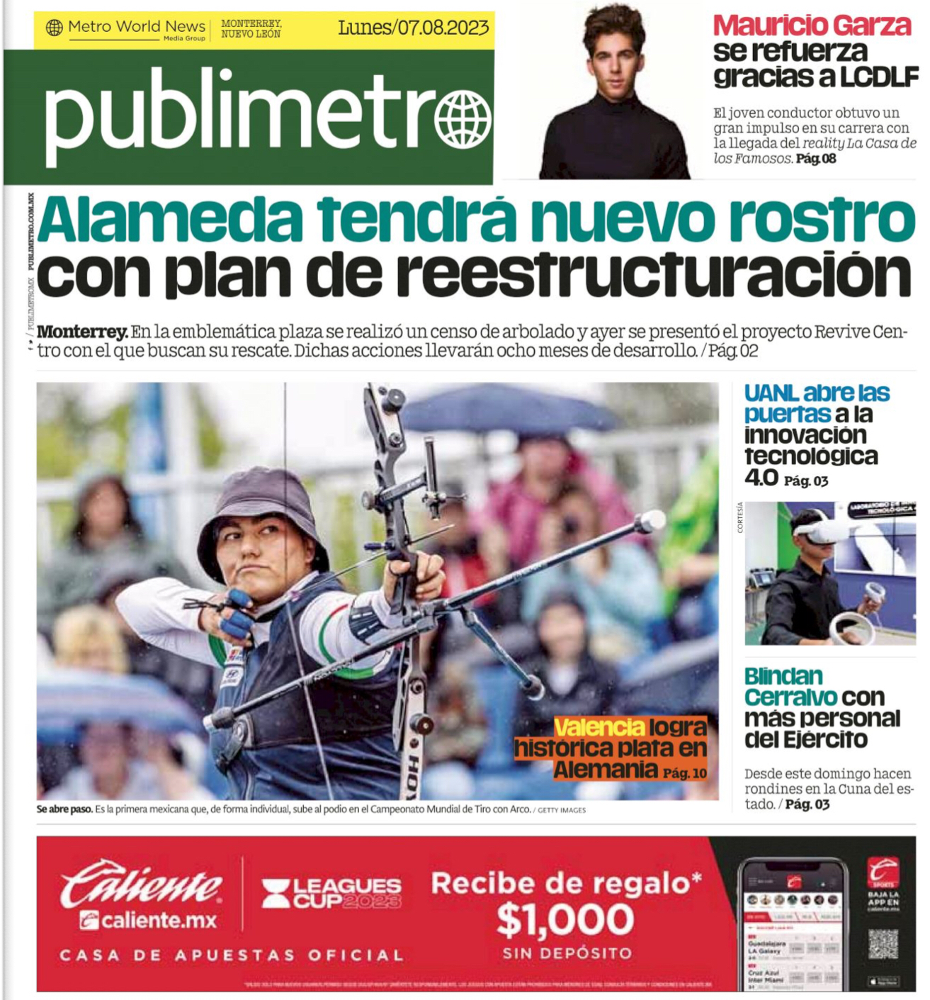 Metro World News
Media Group
MONTERREY,
NUEVO LEÓN
Lunes/07.08.2023
publimetro
Mauricio Garza
se refuerza
gracias a LCDLF
El joven conductor obtuvo un
gran impulso en su carrera con
la llegada del reality La Casa de
los Famosos. Pág. 08
/ PUBLIMETROMX PUBLIMETRO.COM.MX
Alameda tendrá nuevo rostro
con plan de reestructuración
Monterrey. En la emblemática plaza se realizó un censo de arbolado y ayer se presentó el proyecto Revive Cen-
tro con el que buscan su rescate. Dichas acciones llevarán ocho meses de desarrollo. / Pág. 02
HOY
Valencia logra
histórica plata en
Alemania Pág. 10
Se abre paso. Es la primera mexicana que, de forma individual, sube al podio en el Campeonato Mundial de Tiro con Arco. / GETTY IMAGES
UANL abre las
puertas a la
innovación
tecnológica
4.0 Pág. 03
CORTESÍA
Blindan
Cerralvo con
más personal
del Ejército
Desde este domingo hacen
rondines en la Cuna del es-
tado. / Pág. 03
Caliente
caliente.mx
CASA DE APUESTAS OFICIAL
LEAGUES
CUP 2023
Recibe de regalo*
$1,000
SIN DEPÓSITO
Guadalajara
LA Galaxy
Cruz Azul
Inter Miami
SPORTS
BAJA LA
APP EN
caliente.mx
App Store